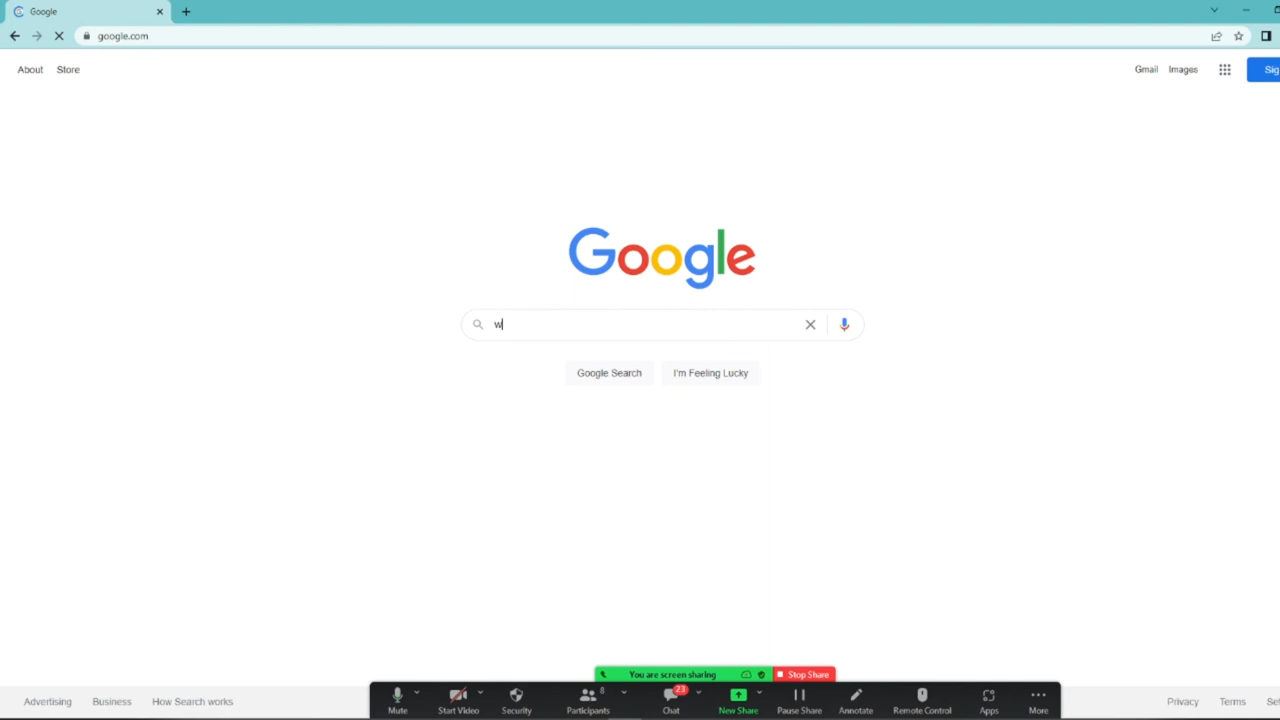 Google
google.com
About Store Gmail Images Sig
Google
w
Google Search I'm Feeling Lucky
You are screen sharing Stop Share
Advertising Business How Search works Privacy Terms Se
8 23
Mute Start Video Security Participants Chat New Share Pause Share Annotate Remote Control Apps More